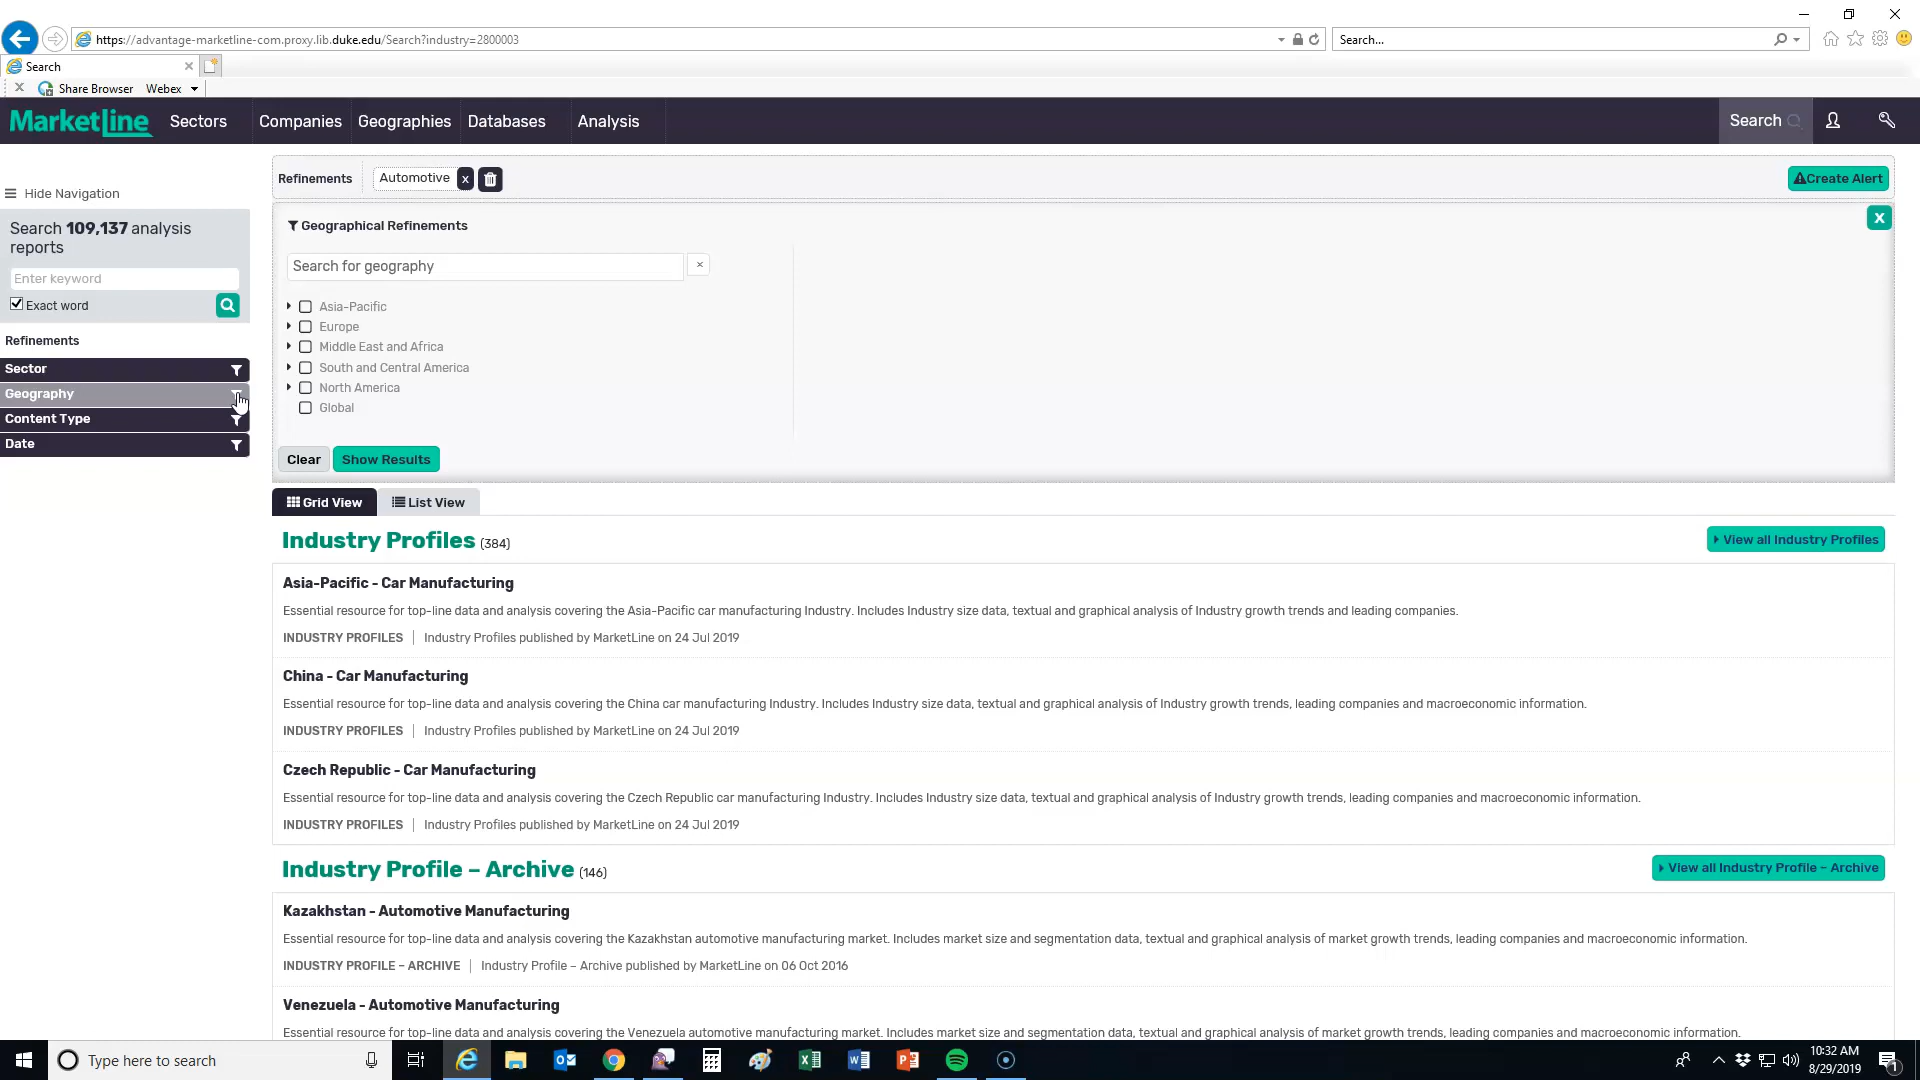 https://advantage-marketline-com.proxy.lib.duke.edu/Search?industry=2800003
Search...
Search
Share Browser Webex
MarketLine Sectors Companies Geographies Databases Analysis Search
Hide Navigation
Refinements Automotive x Create Alert
Search 109,137 analysis
reports
Enter keyword
Exact word
Refinements
Sector
Geography
Content Type
Date
Geographical Refinements
X
Search for geography ×
Asia-Pacific
Europe
Middle East and Africa
South and Central America
North America
Global
Clear Show Results
Grid View List View
Industry Profiles (384) View all Industry Profiles
Asia-Pacific - Car Manufacturing
Essential resource for top-line data and analysis covering the Asia-Pacific car manufacturing Industry. Includes Industry size data, textual and graphical analysis of Industry growth trends and leading companies.
INDUSTRY PROFILES | Industry Profiles published by MarketLine on 24 Jul 2019
China - Car Manufacturing
Essential resource for top-line data and analysis covering the China car manufacturing Industry. Includes Industry size data, textual and graphical analysis of Industry growth trends, leading companies and macroeconomic information.
INDUSTRY PROFILES | Industry Profiles published by MarketLine on 24 Jul 2019
Czech Republic - Car Manufacturing
Essential resource for top-line data and analysis covering the Czech Republic car manufacturing Industry. Includes Industry size data, textual and graphical analysis of Industry growth trends, leading companies and macroeconomic information.
INDUSTRY PROFILES | Industry Profiles published by MarketLine on 24 Jul 2019
Industry Profile – Archive (146) View all Industry Profile – Archive
Kazakhstan - Automotive Manufacturing
Essential resource for top-line data and analysis covering the Kazakhstan automotive manufacturing market. Includes market size and segmentation data, textual and graphical analysis of market growth trends, leading companies and macroeconomic information.
INDUSTRY PROFILE – ARCHIVE | Industry Profile – Archive published by MarketLine on 06 Oct 2016
Venezuela - Automotive Manufacturing
Essential resource for top-line data and analysis covering the Venezuela automotive manufacturing market. Includes market size and segmentation data, textual and graphical analysis of market growth trends, leading companies and macroeconomic information.
Type here to search
10:32 AM
8/29/2019
1